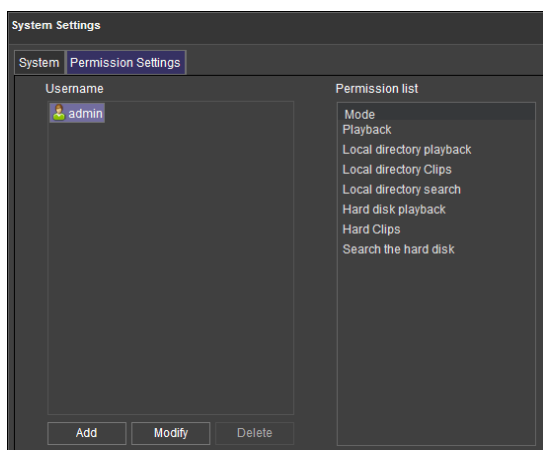 System Settings
System Permission Settings
Username
Permission list
admin
Mode
Playback
Local directory playback
Local directory Clips
Local directory search
Hard disk playback
Hard Clips
Search the hard disk
Add Modify Delete